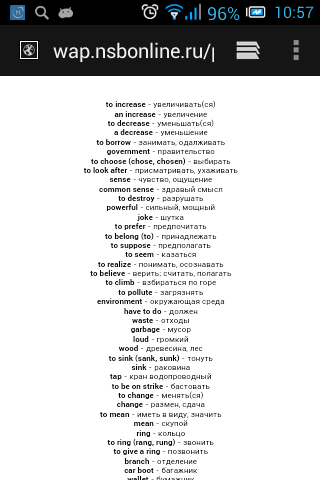 96% 10:57
wap.nsbonline.ru/
to increase - увеличивать(ся)
an increase - увеличение
to decrease - уменьшать(ся)
a decrease - уменьшение
to borrow - занимать, одалживать
government - правительство
to choose (chose, chosen) - выбирать
to look after - присматривать, ухаживать
sense - чувство, ощущение
common sense - здравый смысл
to destroy - разрушать
powerful - сильный, мощный
joke - шутка
to prefer - предпочитать
to belong (to) - принадлежать
to suppose - предполагать
to seem - казаться
to realize - понимать, осознавать
to believe - верить; считать, полагать
to climb - взбираться по горе
to pollute - загрязнять
environment - окружающая среда
have to do - должен
waste - отходы
garbage - мусор
loud - громкий
wood - древесина, лес
to sink (sank, sunk) - тонуть
sink - раковина
tap - кран водопроводный
to be on strike - бастовать
to change - менять(ся)
change - размен, сдача
to mean - иметь в виду, значить
mean - скупой
ring - кольцо
to ring (rang, rung) - звонить
to give a ring - позвонить
branch - отделение
car boot - багажник
wallet - бумажник